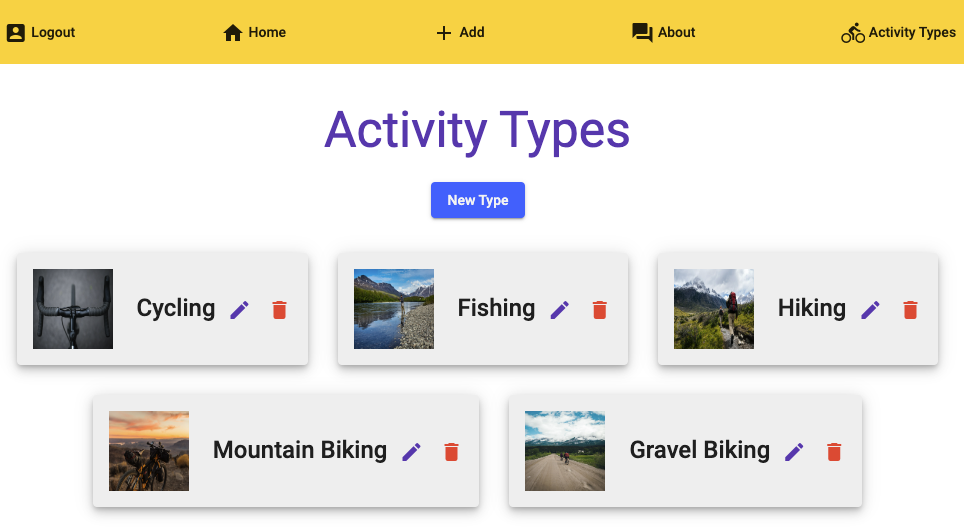 Logout
Home
Add
About
Activity Types
Activity Types
New Type
Cycling
Fishing
Hiking
Mountain Biking
Gravel Biking